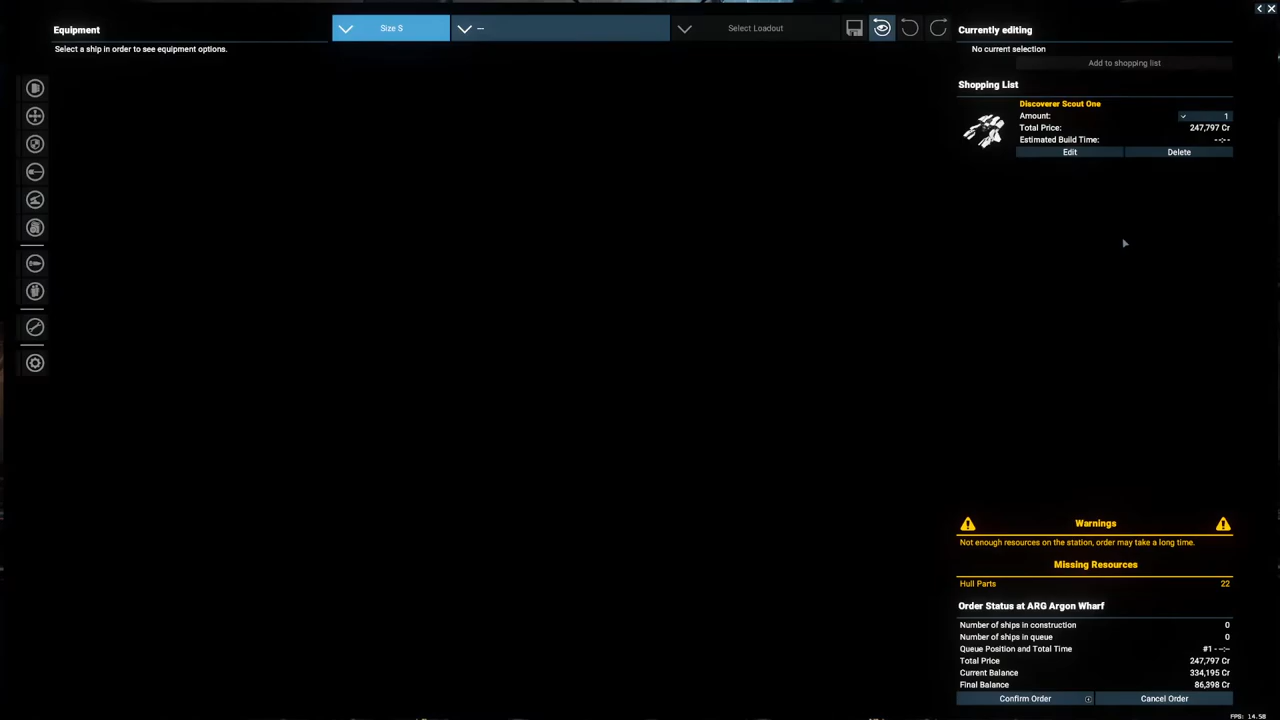 Equipment
Select a ship in order to see equipment options.
Size S
--
Select Loadout
Currently editing
No current selection
Add to shopping list
Shopping List
Discoverer Scout One
Amount: 1
Total Price: 247,797 Cr
Estimated Build Time: --:--
Edit Delete
Warnings
Not enough resources on the station, order may take a long time.
Missing Resources
Hull Parts 22
Order Status at ARG Argon Wharf
Number of ships in construction 0
Number of ships in queue 0
Queue Position and Total Time #1 - --:--
Total Price 247,797 Cr
Current Balance 334,195 Cr
Final Balance 86,398 Cr
Confirm Order Cancel Order
FPS: 14.58